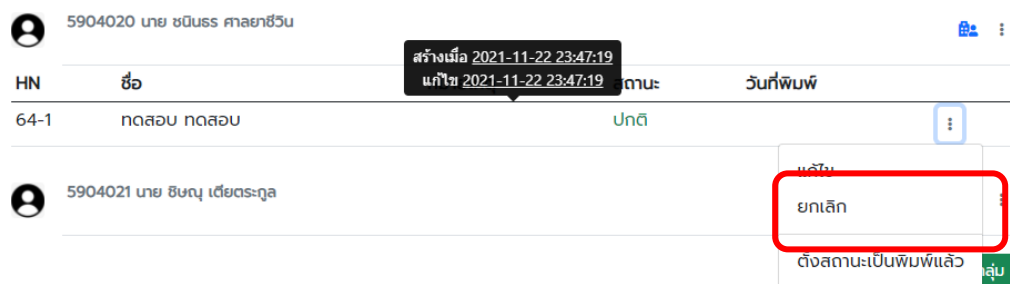 5904020 นาย ชนินธร ศาลยาชีวิน
สร้างเมื่อ 2021-11-22 23:47:19
แก้ไข 2021-11-22 23:47:19
HN ชื่อ สถานะ วันที่พิมพ์
64-1 ทดสอบ ทดสอบ ปกติ
แก้ไข
5904021 นาย ชิษณุ เตียตระกูล
ยกเลิก
ตั้งสถานะเป็นพิมพ์แล้ว